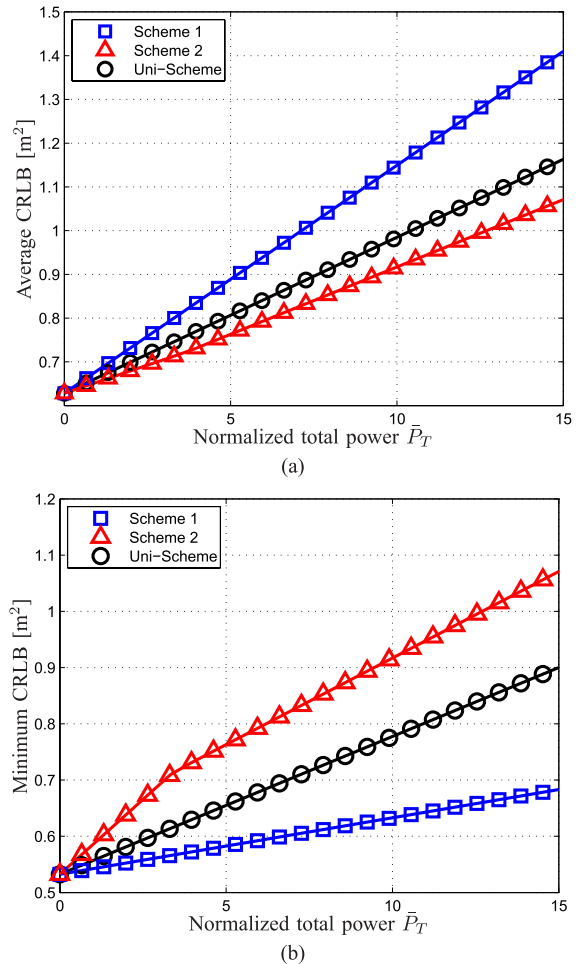 1.5
1.4
1.3
1.2
1.1
1
0.9
0.8
0.7
Average CRLB [m²]
Scheme 1
Scheme 2
Uni−Scheme
0 5 10 15
Normalized total power P̄_T
(a)
1.2
1.1
1
0.9
0.8
0.7
0.6
0.5
Minimum CRLB [m²]
Scheme 1
Scheme 2
Uni−Scheme
0 5 10 15
Normalized total power P̄_T
(b)